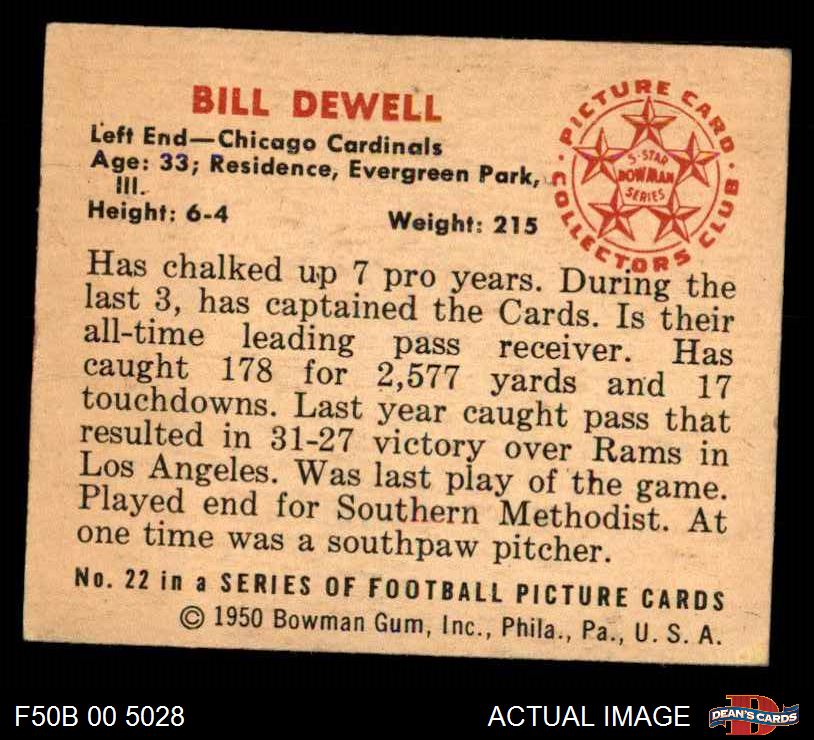 BILL DEWELL
Left End—Chicago Cardinals
Age: 33; Residence, Evergreen Park,
Ill.
Height: 6-4 Weight: 215
PICTURE CARD
COLLECTORS CLUB
5-STAR
BOWMAN
SERIES
Has chalked up 7 pro years. During the
last 3, has captained the Cards. Is their
all-time leading pass receiver. Has
caught 178 for 2,577 yards and 17
touchdowns. Last year caught pass that
resulted in 31-27 victory over Rams in
Los Angeles. Was last play of the game.
Played end for Southern Methodist. At
one time was a southpaw pitcher.
No. 22 in a SERIES OF FOOTBALL PICTURE CARDS
© 1950 Bowman Gum, Inc., Phila., Pa., U. S. A.
F50B 00 5028 ACTUAL IMAGE
D
DEAN'S CARDS